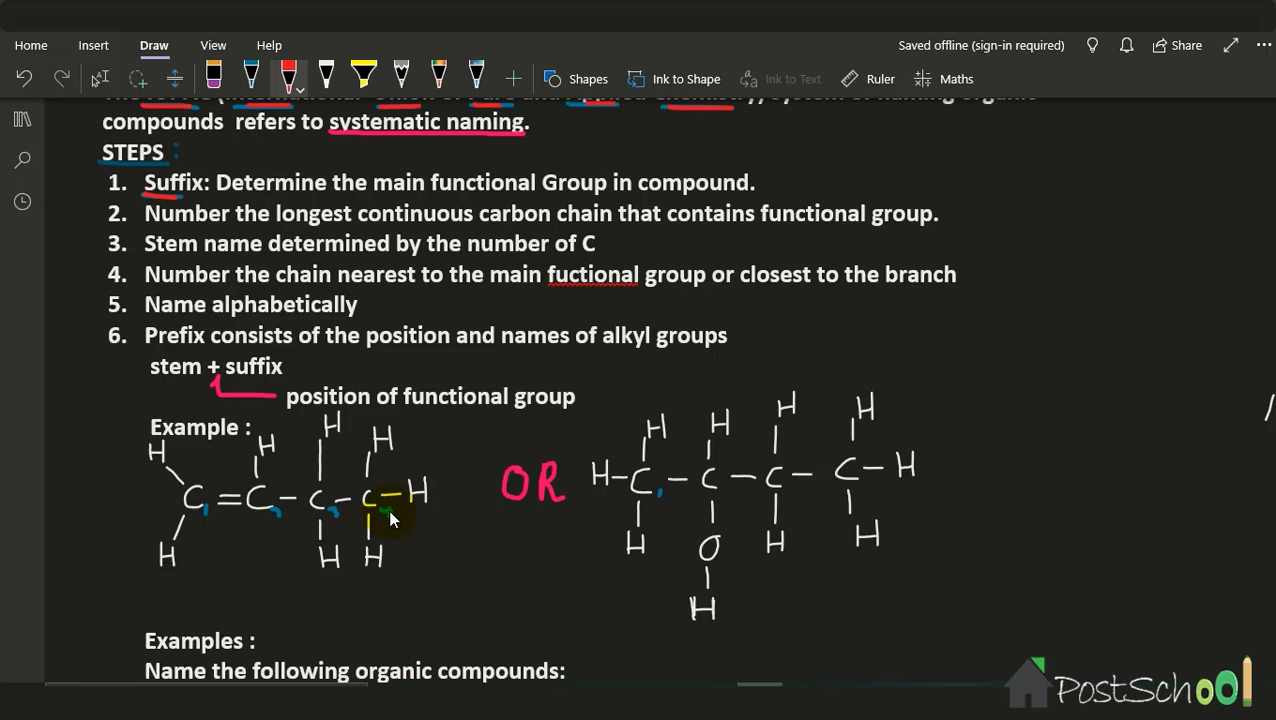 Home Insert Draw View Help Saved offline (sign-in required) Share
Shapes Ink to Shape Ink to Text Ruler Maths
compounds refers to systematic naming.
STEPS :
1. Suffix: Determine the main functional Group in compound.
2. Number the longest continuous carbon chain that contains functional group.
3. Stem name determined by the number of C
4. Number the chain nearest to the main fuctional group or closest to the branch
5. Name alphabetically
6. Prefix consists of the position and names of alkyl groups
stem + suffix
position of functional group
Example :
H H H H H H H H
C = C - C - C - H OR H - C - C - C - C - H
H H H H O H H
H
Examples :
Name the following organic compounds:
PostSchool